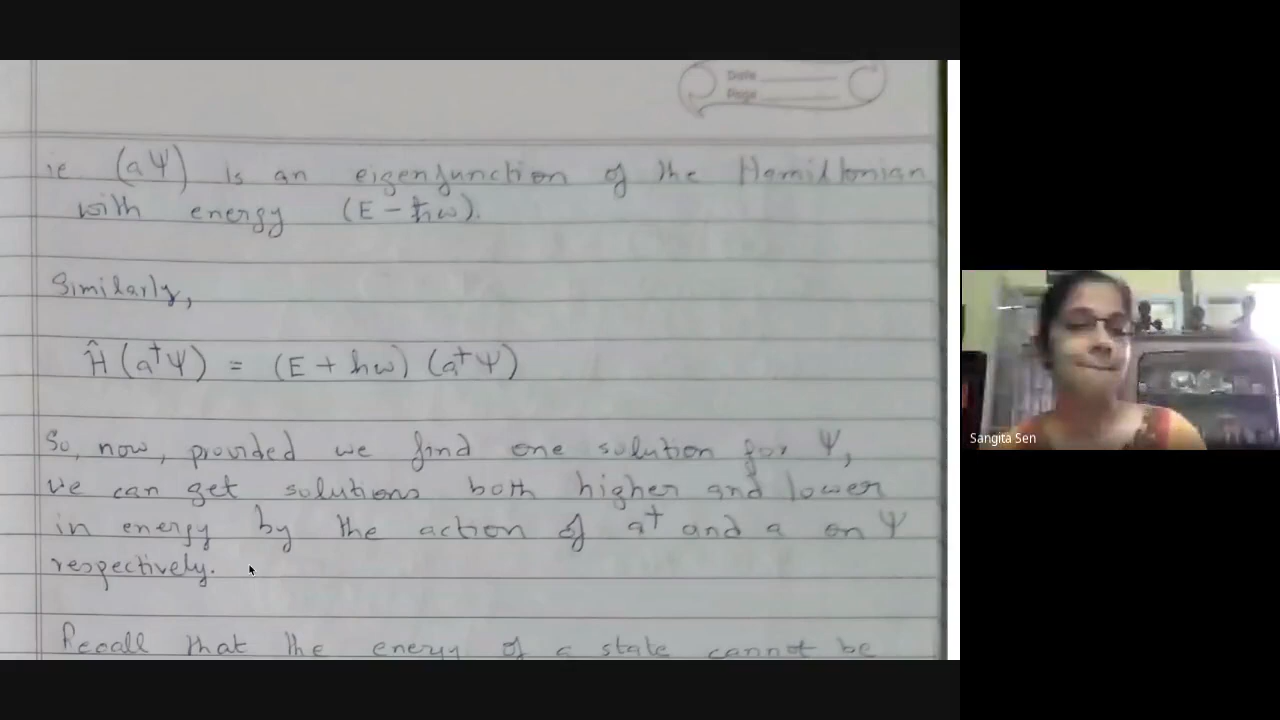 Date
Page
ie (aΨ) is an eigenfunction of the Hamiltonian
with energy (E - ħω).
Similarly,
Ĥ (a†Ψ) = (E + ħω) (a†Ψ)
So, now, provided we find one solution for Ψ,
we can get solutions both higher and lower
in energy by the action of a† and a on Ψ
respectively.
Recall that the energy of a state cannot be
Sangita Sen